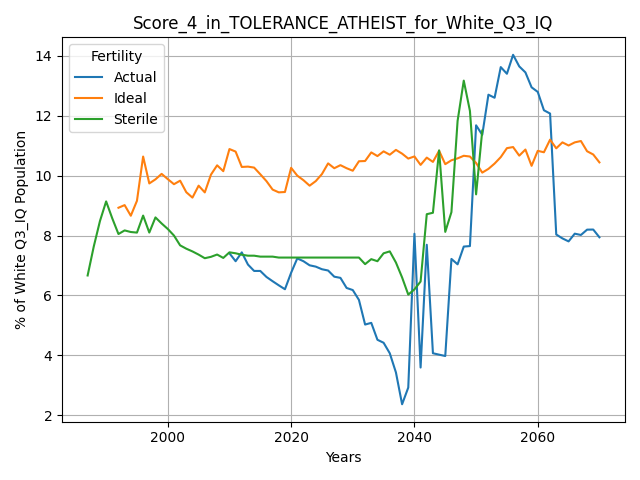 Score_4_in_TOLERANCE_ATHEIST_for_White_Q3_IQ
Fertility
Actual
Ideal
Sterile
% of White Q3_IQ Population
14
12
10
8
6
4
2
2000
2020
2040
2060
Years